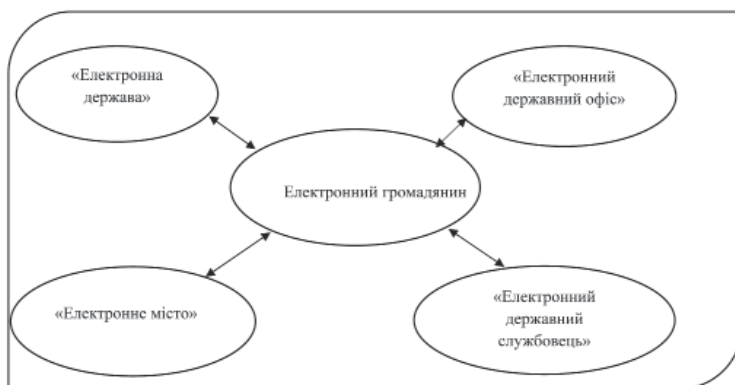 «Електронна
держава»
«Електронний
державний офіс»
Електронний громадянин
«Електронне місто»
«Електронний
державний
службовець»